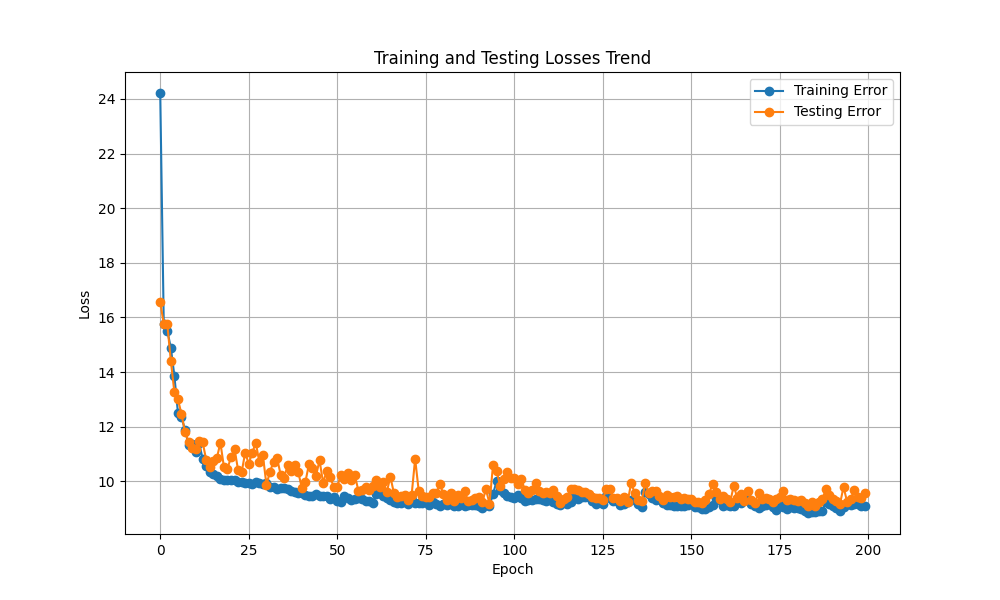 Training and Testing Losses Trend
Training Error
Testing Error
24
22
20
18
16
14
12
10
Loss
0 25 50 75 100 125 150 175 200
Epoch